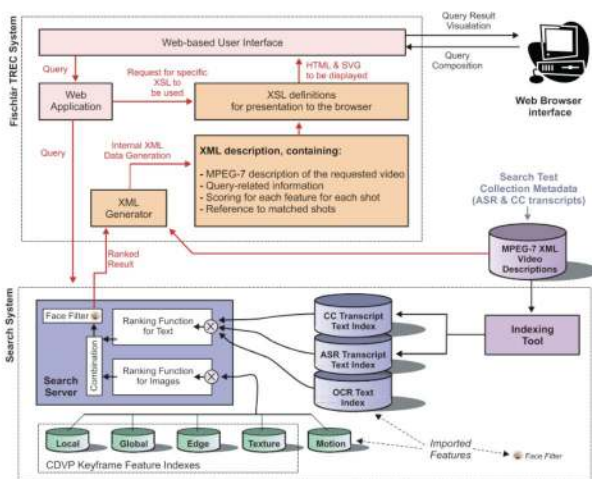 Fischlár TREC System
Web-based User Interface
Query Result
Visualation
Query
Composition
Web Browser
interface
Query
Request for specific
XSL to
be used
HTML & SVG
to be displayed
Web
Application
XSL definitions
for presentation to the browser
Query
Internal XML
Data Generation
XML description, containing:
- MPEG-7 description of the requested video
- Query-related information
- Scoring for each feature for each shot
- Reference to matched shots
XML
Generator
Search Test
Collection Metadata
(ASR & CC transcripts)
Ranked
Result
MPEG-7 XML
Video
Descriptions
Search System
Face Filter
Ranking Function
for Text
CC Transcript
Text Index
Indexing
Tool
Combination
ASR Transcript
Text Index
Ranking Function
for Images
Search
Server
OCR Text
Index
Local
Global
Edge
Texture
Motion
Imported
Features
Face Filter
CDVP Keyframe Feature Indexes